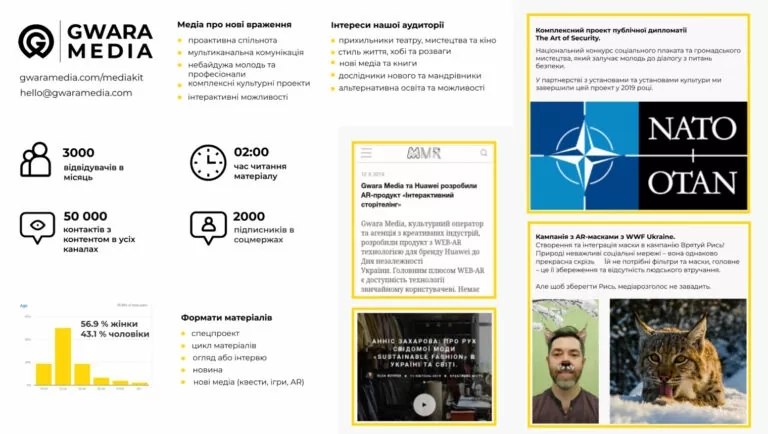 GWARA
MEDIA
gwaramedia.com/mediakit
hello@gwaramedia.com
Медіа про нові враження
проактивна спільнота
мультиканальна комунікація
небайдужа молодь та
професіонали
комплексні культурні проекти
інтерактивні можливості
Інтереси нашої аудиторії
прихильники театру, мистецтва та кіно
стиль життя, хобі та розваги
нові медіа та книги
дослідники нового та мандрівники
альтернативна освіта та можливості
3000
відвідувачів в
місяць
02:00
час читання
матеріалу
50 000
контактів з
контентом в усіх
каналах
2000
підписників в
соцмержах
Age
56.9 % жінки
43.1 % чоловіки
Формати матеріалів
спецпроект
цикл матеріалів
огляд або інтервю
новина
нові медіа (квести, ігри, AR)
MMR
Gwara Media та Huawei розробили
AR-продукт «Інтерактивний
сторітелінг»
Gwara Media, культурний оператор
та агенція з креативних індустрій,
розробили продукт з WEB-AR
технологією для бренду Huawei до
Дня незалежності
України. Головним плюсом WEB-AR
є доступність технології
звичайному користувачеві. Немає
АННІС ЗАХАРОВА: ПРО РУХ
СВІДОМОЇ МОДИ
«SUSTAINABLE FASHION» В
УКРАЇНІ ТА СВІТІ.
Комплексний проект публічної дипломатії
The Art of Security.
Національний конкурс соціального плаката та громадського
мистецтва, який залучає молодь до діалогу з питань
безпеки.
У партнерстві з установами та установами культури ми
завершили цей проект у 2019 році.
NATO
OTAN
Кампанія з AR-масками з WWF Ukraine.
Створення та інтеграція маски в кампанію Врятуй Рись!
Природі неважливі соціальні мережі – вона однаково
прекрасна скрізь їй не потрібні фільтри та маски, головне
– це її збереження та відсутність людського втручання.
Але щоб зберегти Рись, медіарозголос не завадить.